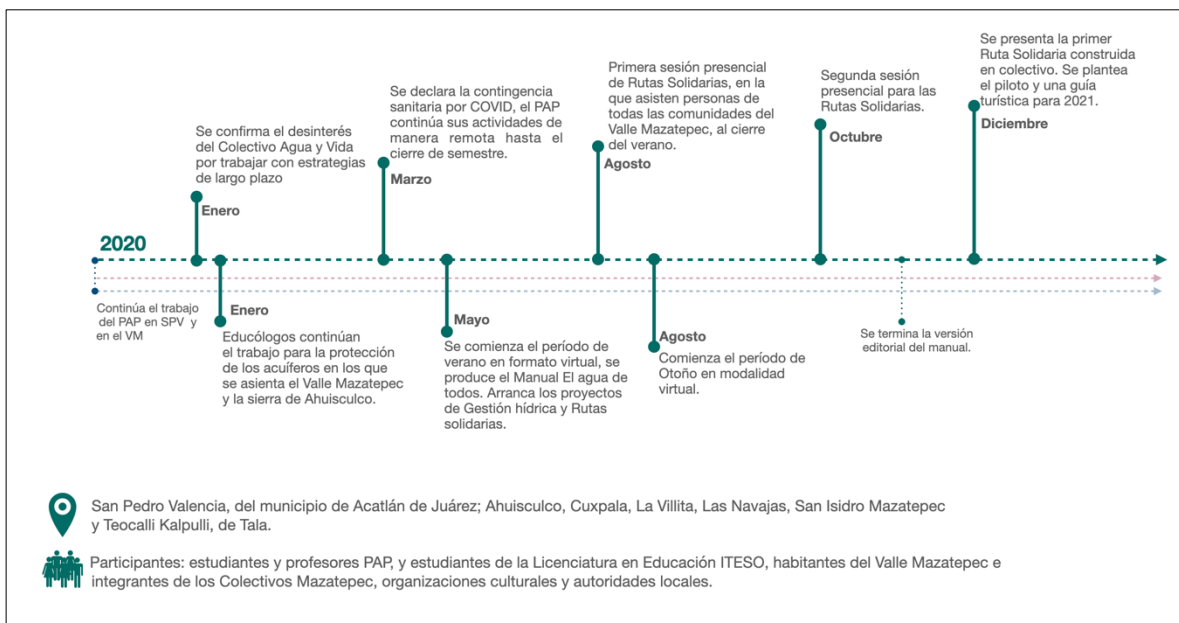 Se confirma el desinterés
del Colectivo Agua y Vida
por trabajar con estrategias
de largo plazo
Enero
Se declara la contingencia
sanitaria por COVID, el PAP
continúa sus actividades de
manera remota hasta el
cierre de semestre.
Marzo
Primera sesión presencial
de Rutas Solidarias, en la
que asisten personas de
todas las comunidades del
Valle Mazatepec, al cierre
del verano.
Agosto
Segunda sesión
presencial para las
Rutas Solidarias.
Octubre
Se presenta la primer
Ruta Solidaria construida
en colectivo. Se plantea
el piloto y una guía
turística para 2021.
Diciembre
2020
Continúa el trabajo
del PAP en SPV y
en el VM
Enero
Educólogos continúan
el trabajo para la protección
de los acuíferos en los que
se asienta el Valle Mazatepec
y la sierra de Ahuisculco.
Mayo
Se comienza el período de
verano en formato virtual, se
produce el Manual El agua de
todos. Arranca los proyectos
de Gestión hídrica y Rutas
solidarias.
Agosto
Comienza el período de
Otoño en modalidad
virtual.
Se termina la versión
editorial del manual.
San Pedro Valencia, del municipio de Acatlán de Juárez; Ahuisculco, Cuxpala, La Villita, Las Navajas, San Isidro Mazatepec
y Teocalli Kalpulli, de Tala.
Participantes: estudiantes y profesores PAP, y estudiantes de la Licenciatura en Educación ITESO, habitantes del Valle Mazatepec e
integrantes de los Colectivos Mazatepec, organizaciones culturales y autoridades locales.